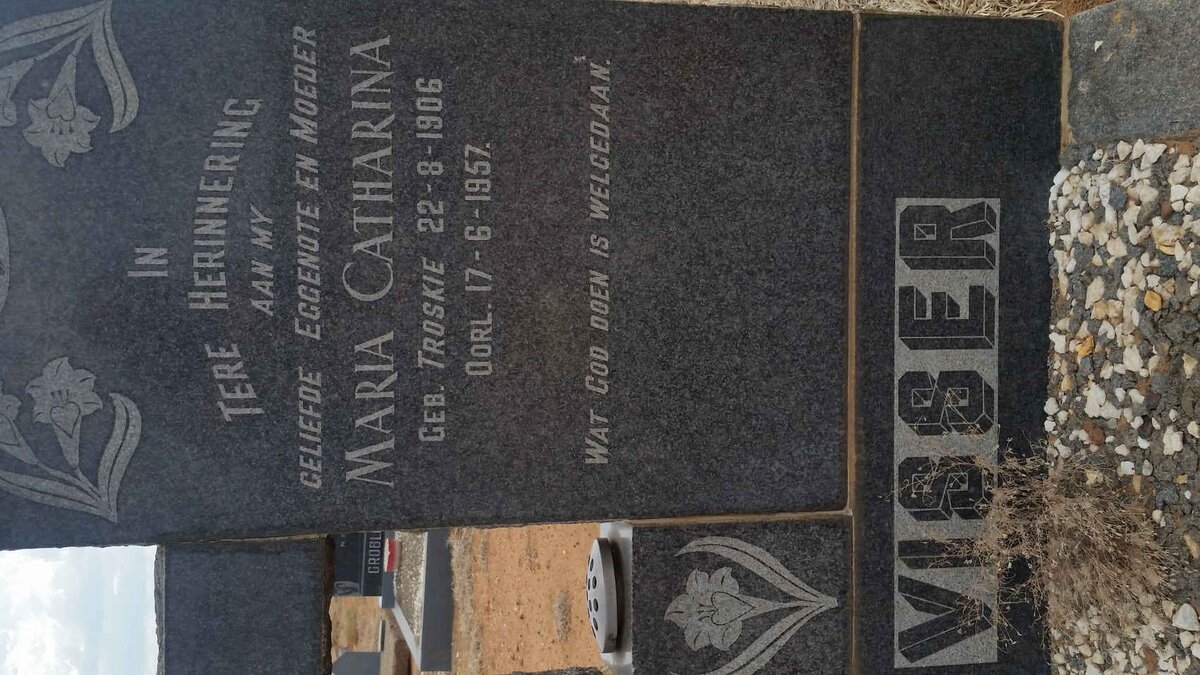 IN
TERE HERINNERING
AAN MY
GELIEFDE EGGENOTE EN MOEDER
MARIA CATHARINA
GEB. TROSKIE 22-8-1906
OORL. 17-6-1957.
WAT GOD DOEN IS WELGEDAAN.
VISSER